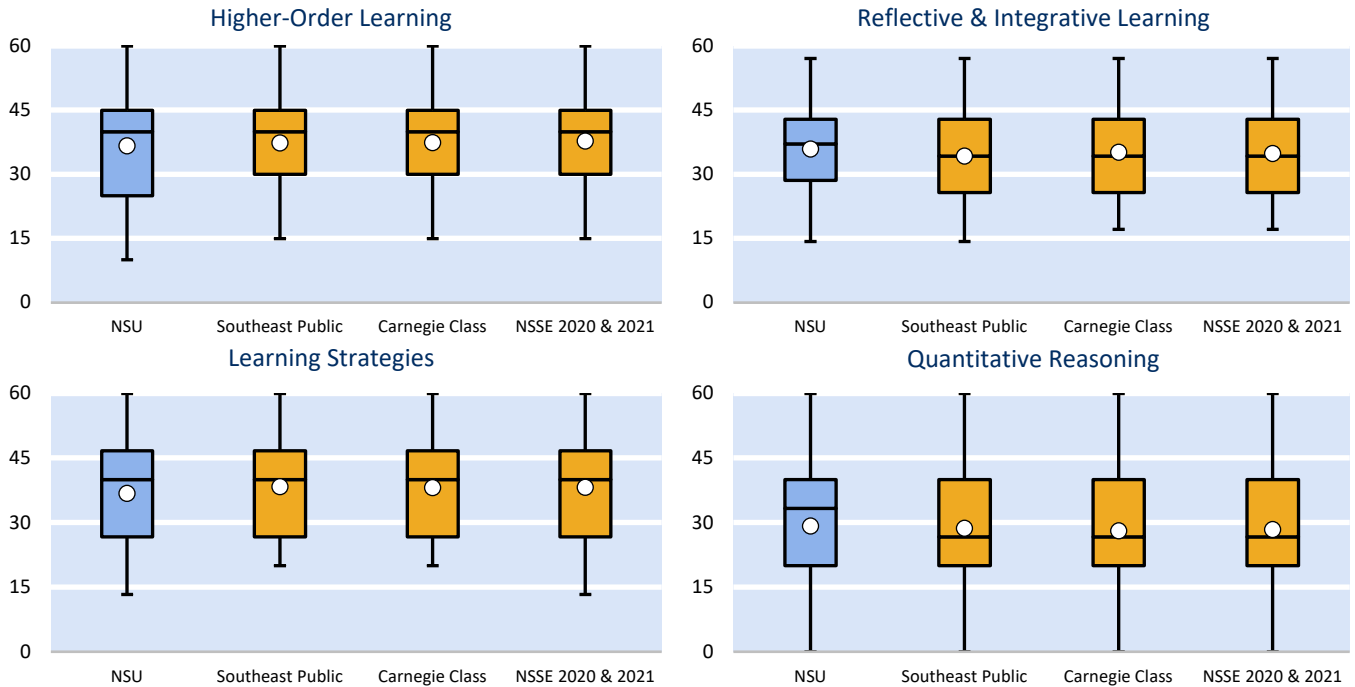 Higher-Order Learning
60
45
30
15
0
NSU Southeast Public Carnegie Class NSSE 2020 & 2021
Reflective & Integrative Learning
60
45
30
15
0
NSU Southeast Public Carnegie Class NSSE 2020 & 2021
Learning Strategies
60
45
30
15
0
NSU Southeast Public Carnegie Class NSSE 2020 & 2021
Quantitative Reasoning
60
45
30
15
0
NSU Southeast Public Carnegie Class NSSE 2020 & 2021